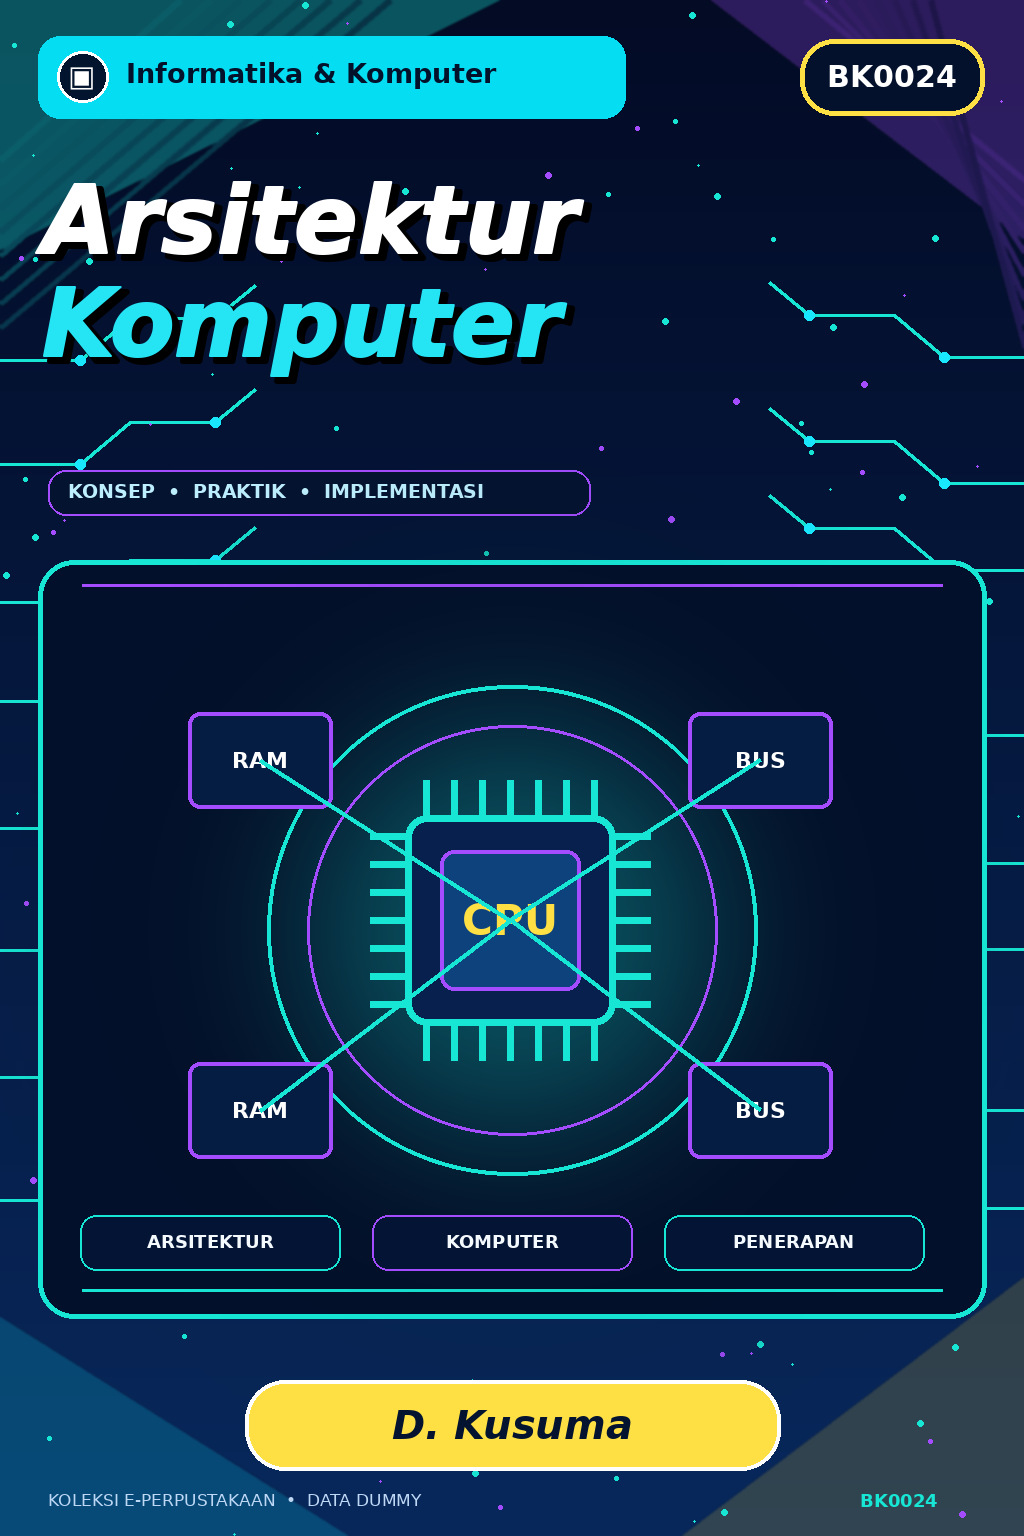 ▣ Informatika & Komputer
BK0024
Arsitektur
Komputer
KONSEP • PRAKTIK • IMPLEMENTASI
RAM
BUS
CPU
RAM
BUS
ARSITEKTUR
KOMPUTER
PENERAPAN
D. Kusuma
KOLEKSI E-PERPUSTAKAAN • DATA DUMMY
BK0024